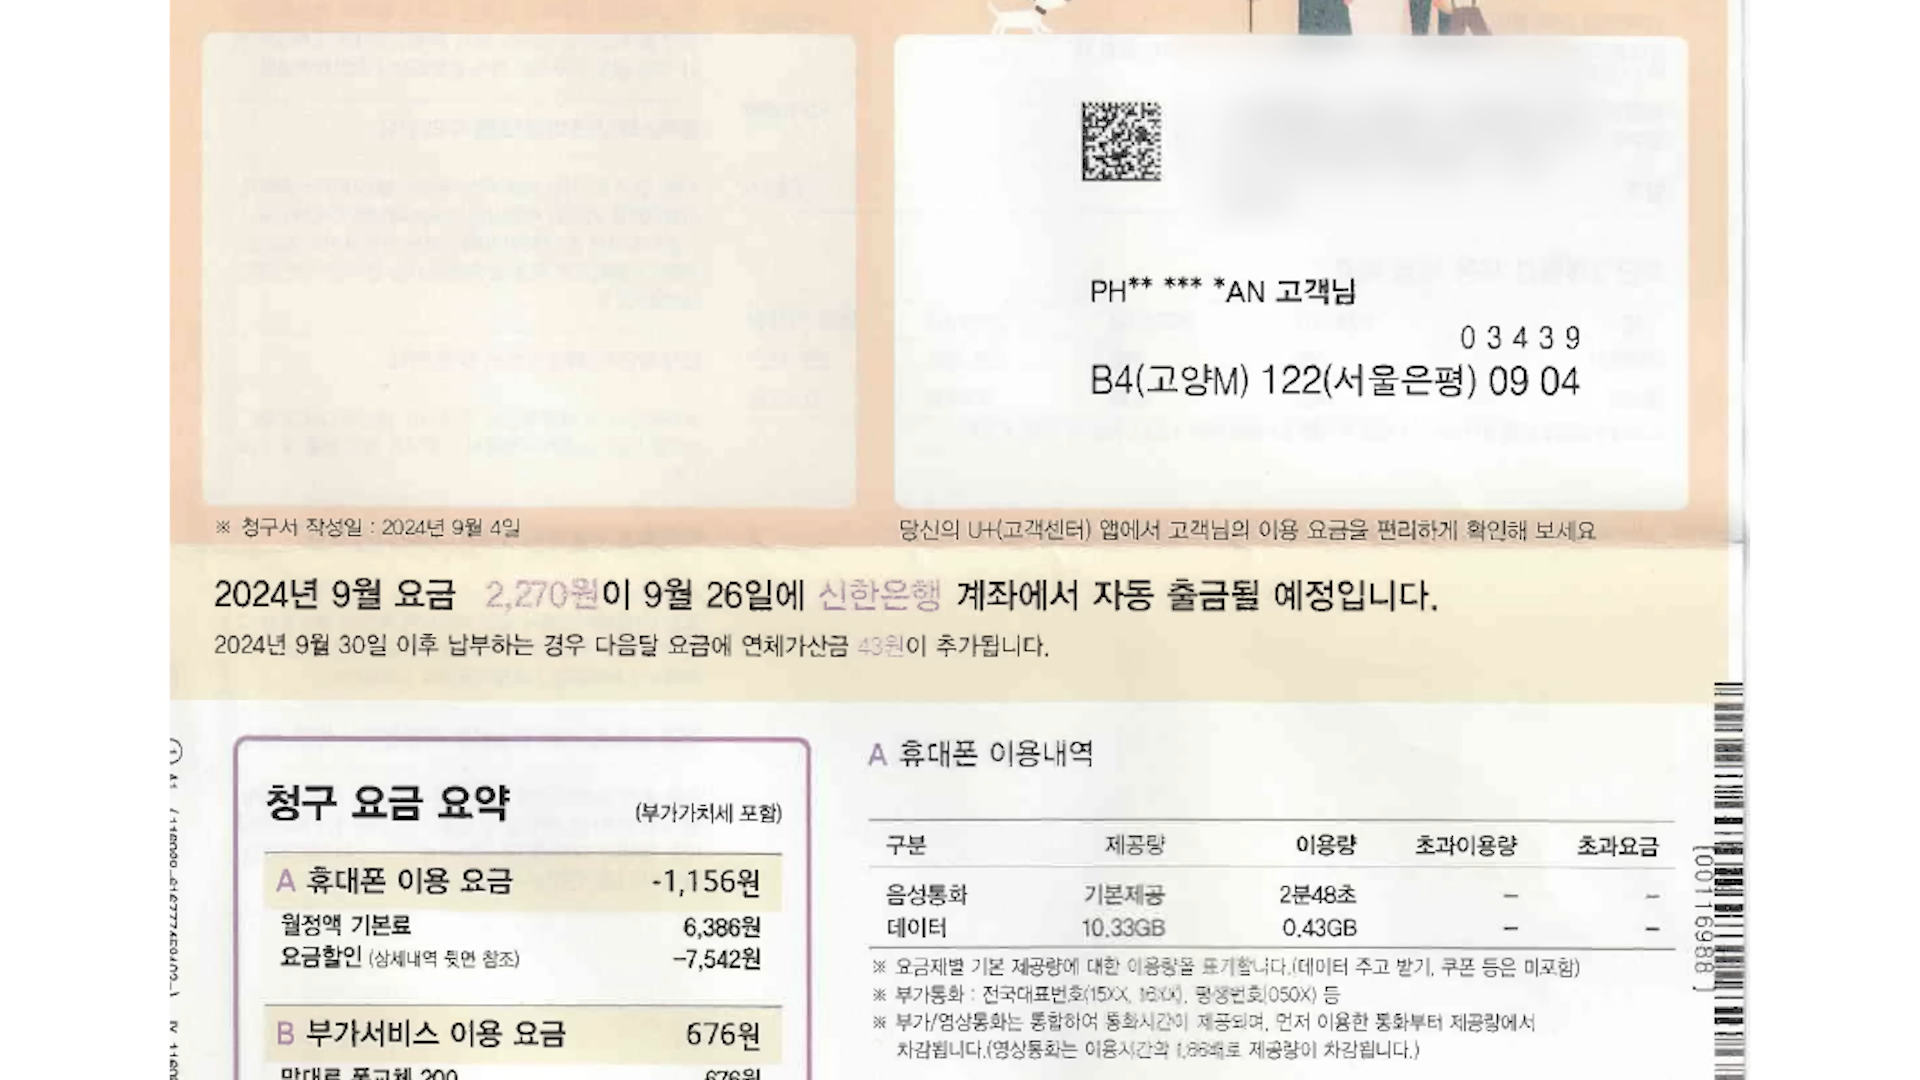 PH** *** *AN 고객님
03439
B4(고양M) 122(서울은평) 09 04
※ 청구서 작성일 : 2024년 9월 4일
당신의 U+(고객센터) 앱에서 고객님의 이용 요금을 편리하게 확인해 보세요
2024년 9월 요금 2,270원이 9월 26일에 신한은행 계좌에서 자동 출금될 예정입니다.
2024년 9월 30일 이후 납부하는 경우 다음달 요금에 연체가산금 43원이 추가됩니다.
청구 요금 요약 (부가가치세 포함)
A 휴대폰 이용 요금 -1,156원
월정액 기본료 6,386원
요금할인 (상세내역 뒷면 참조) -7,542원
B 부가서비스 이용 요금 676원
676원
A 휴대폰 이용내역
구분 제공량 이용량 초과이용량 초과요금
음성통화 기본제공 2분48초 – –
데이터 10.33GB 0.43GB – –
※ 요금제별 기본 제공량에 대한 이용량을 표기합니다.(데이터 주고 받기, 쿠폰 등은 미포함)
※ 부가통화 : 전국대표번호(15XX, 16XX), 평생번호(050X) 등
※ 부가/영상통화는 통합하여 통화시간이 제공되며, 먼저 이용한 통화부터 제공량에서
차감됩니다.(영상통화는 이용시간의 1.66배로 제공량이 차감됩니다.)
[00116988]